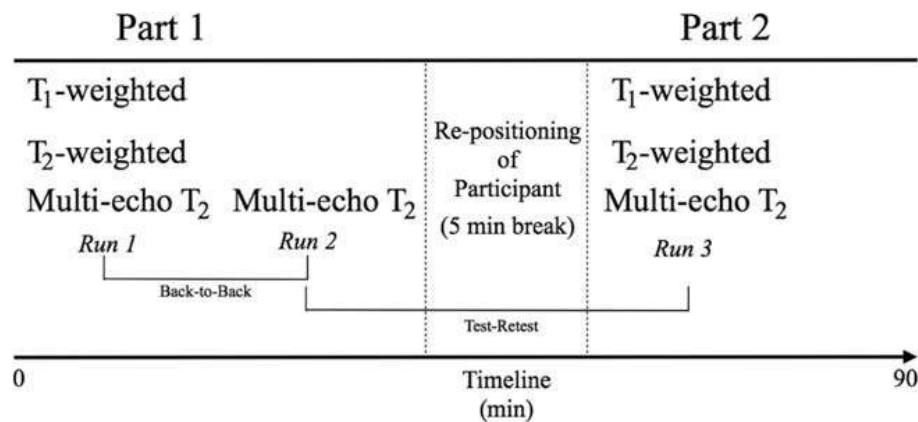 Part 1 Part 2
T₁-weighted T₁-weighted
T₂-weighted Re-positioning of Participant (5 min break) T₂-weighted
Multi-echo T₂ Multi-echo T₂ Multi-echo T₂
Run 1 Run 2 Run 3
Back-to-Back
Test-Retest
0 Timeline 90
(min)